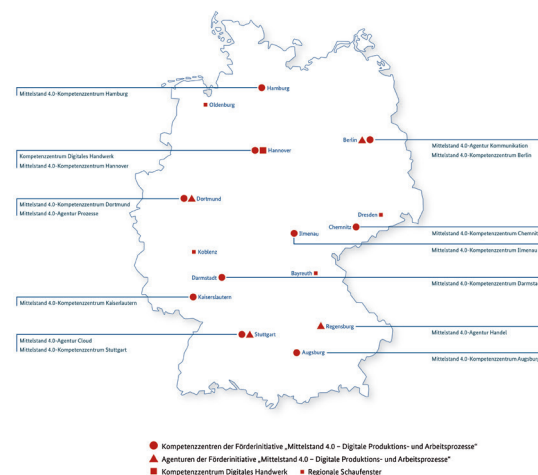 Hamburg
Mittelstand 4.0-Kompetenzzentrum Hamburg
Oldenburg
Berlin
Mittelstand 4.0-Agentur Kommunikation
Mittelstand 4.0-Kompetenzzentrum Berlin
Hannover
Kompetenzzentrum Digitales Handwerk
Mittelstand 4.0-Kompetenzzentrum Hannover
Dortmund
Mittelstand 4.0-Kompetenzzentrum Dortmund
Mittelstand 4.0-Agentur Prozesse
Dresden
Chemnitz
Mittelstand 4.0-Kompetenzzentrum Chemnitz
Ilmenau
Mittelstand 4.0-Kompetenzzentrum Ilmenau
Koblenz
Bayreuth
Darmstadt
Mittelstand 4.0-Kompetenzzentrum Darmsta
Kaiserslautern
Mittelstand 4.0-Kompetenzzentrum Kaiserlautern
Regensburg
Mittelstand 4.0-Agentur Handel
Stuttgart
Mittelstand 4.0-Agentur Cloud
Mittelstand 4.0-Kompetenzzentrum Stuttgart
Augsburg
Mittelstand 4.0-Kompetenzzentrum Augsburg
Kompetenzzentren der Förderinitiative „Mittelstand 4.0 – Digitale Produktions- und Arbeitsprozesse“
Agenturen der Förderinitiative „Mittelstand 4.0 – Digitale Produktions- und Arbeitsprozesse“
Kompetenzzentrum Digitales Handwerk Regionale Schaufenster